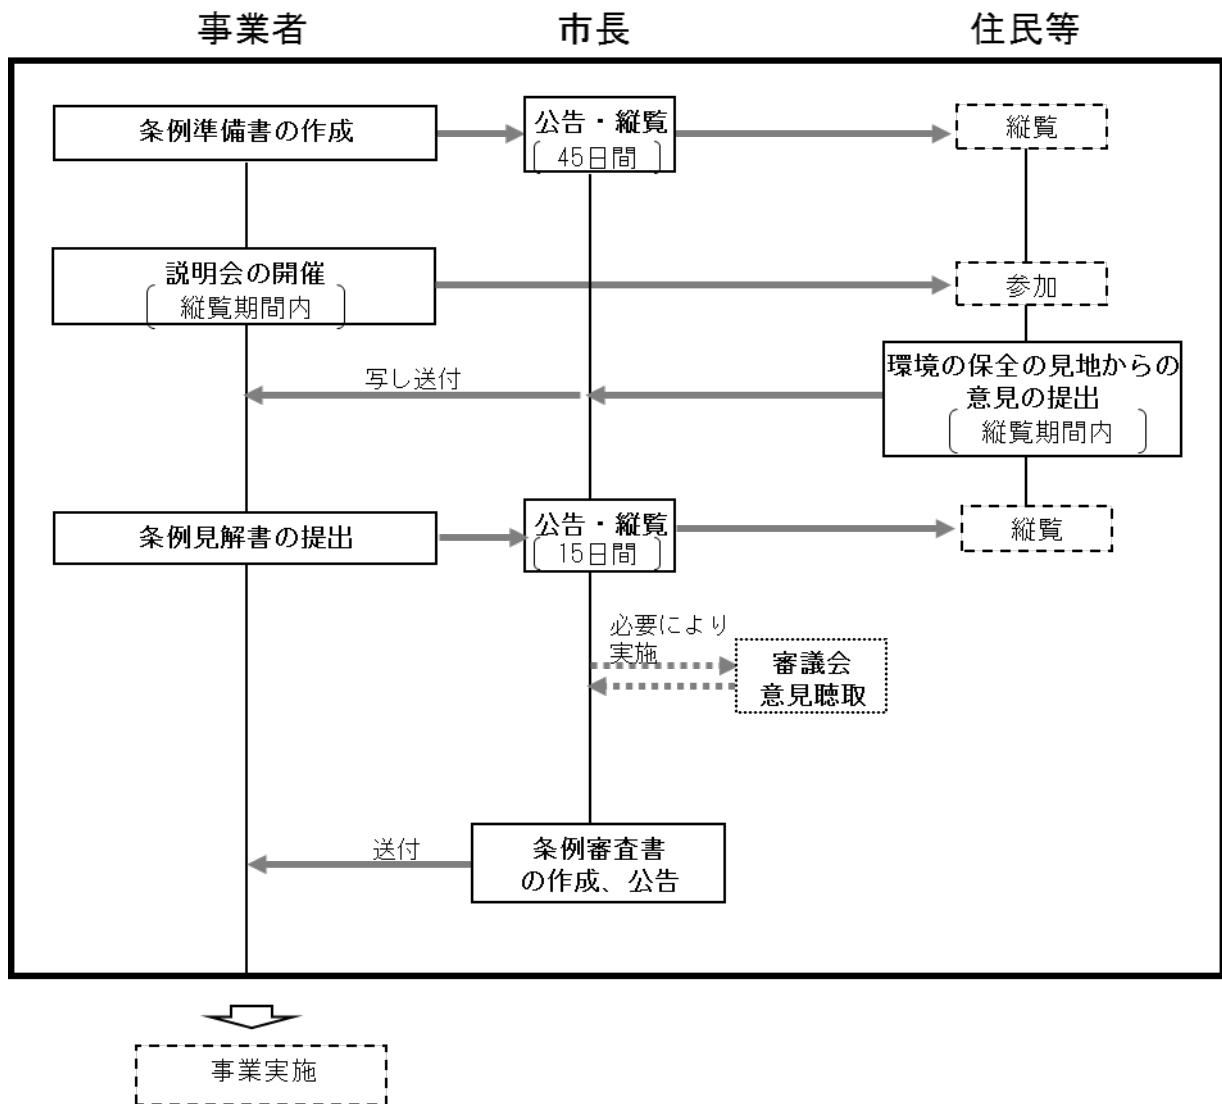 事業者
市長
住民等
条例準備書の作成
公告・縦覧
45日間
縦覧
説明会の開催
縦覧期間内
参加
環境の保全の見地からの
意見の提出
縦覧期間内
写し送付
条例見解書の提出
公告・縦覧
15日間
縦覧
必要により
実施
審議会
意見聴取
送付
条例審査書
の作成、公告
事業実施